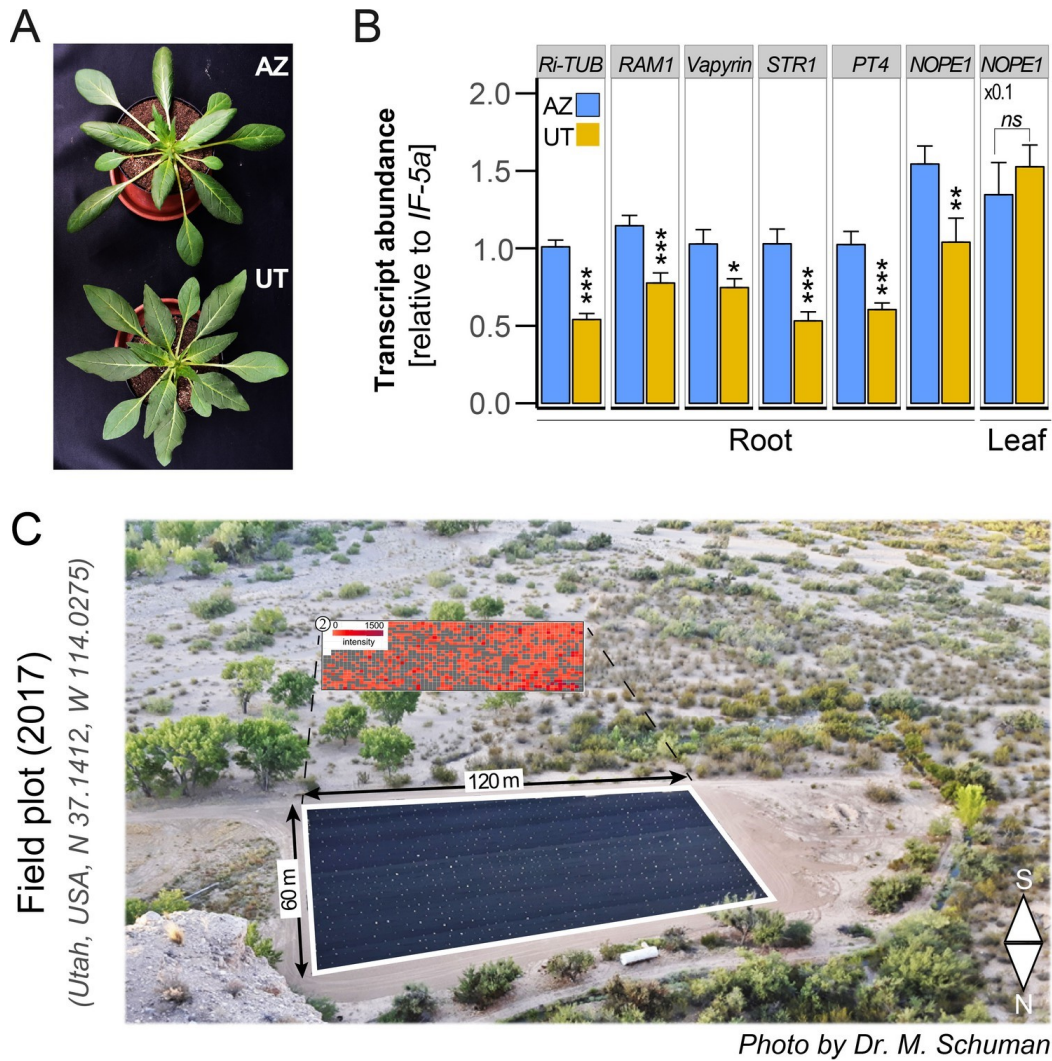 A
AZ
UT
B
Ri-TUB RAM1 Vapyrin STR1 PT4 NOPE1 NOPE1
AZ
UT
x0.1
ns
Transcript abundance
[relative to IF-5a]
2.0
1.5
1.0
0.5
0.0
*** *** * *** *** **
Root Leaf
C
Field plot (2017)
(Utah, USA, N 37.1412, W 114.0275)
2
0 1500
intensity
120 m
60 m
S
N
Photo by Dr. M. Schuman